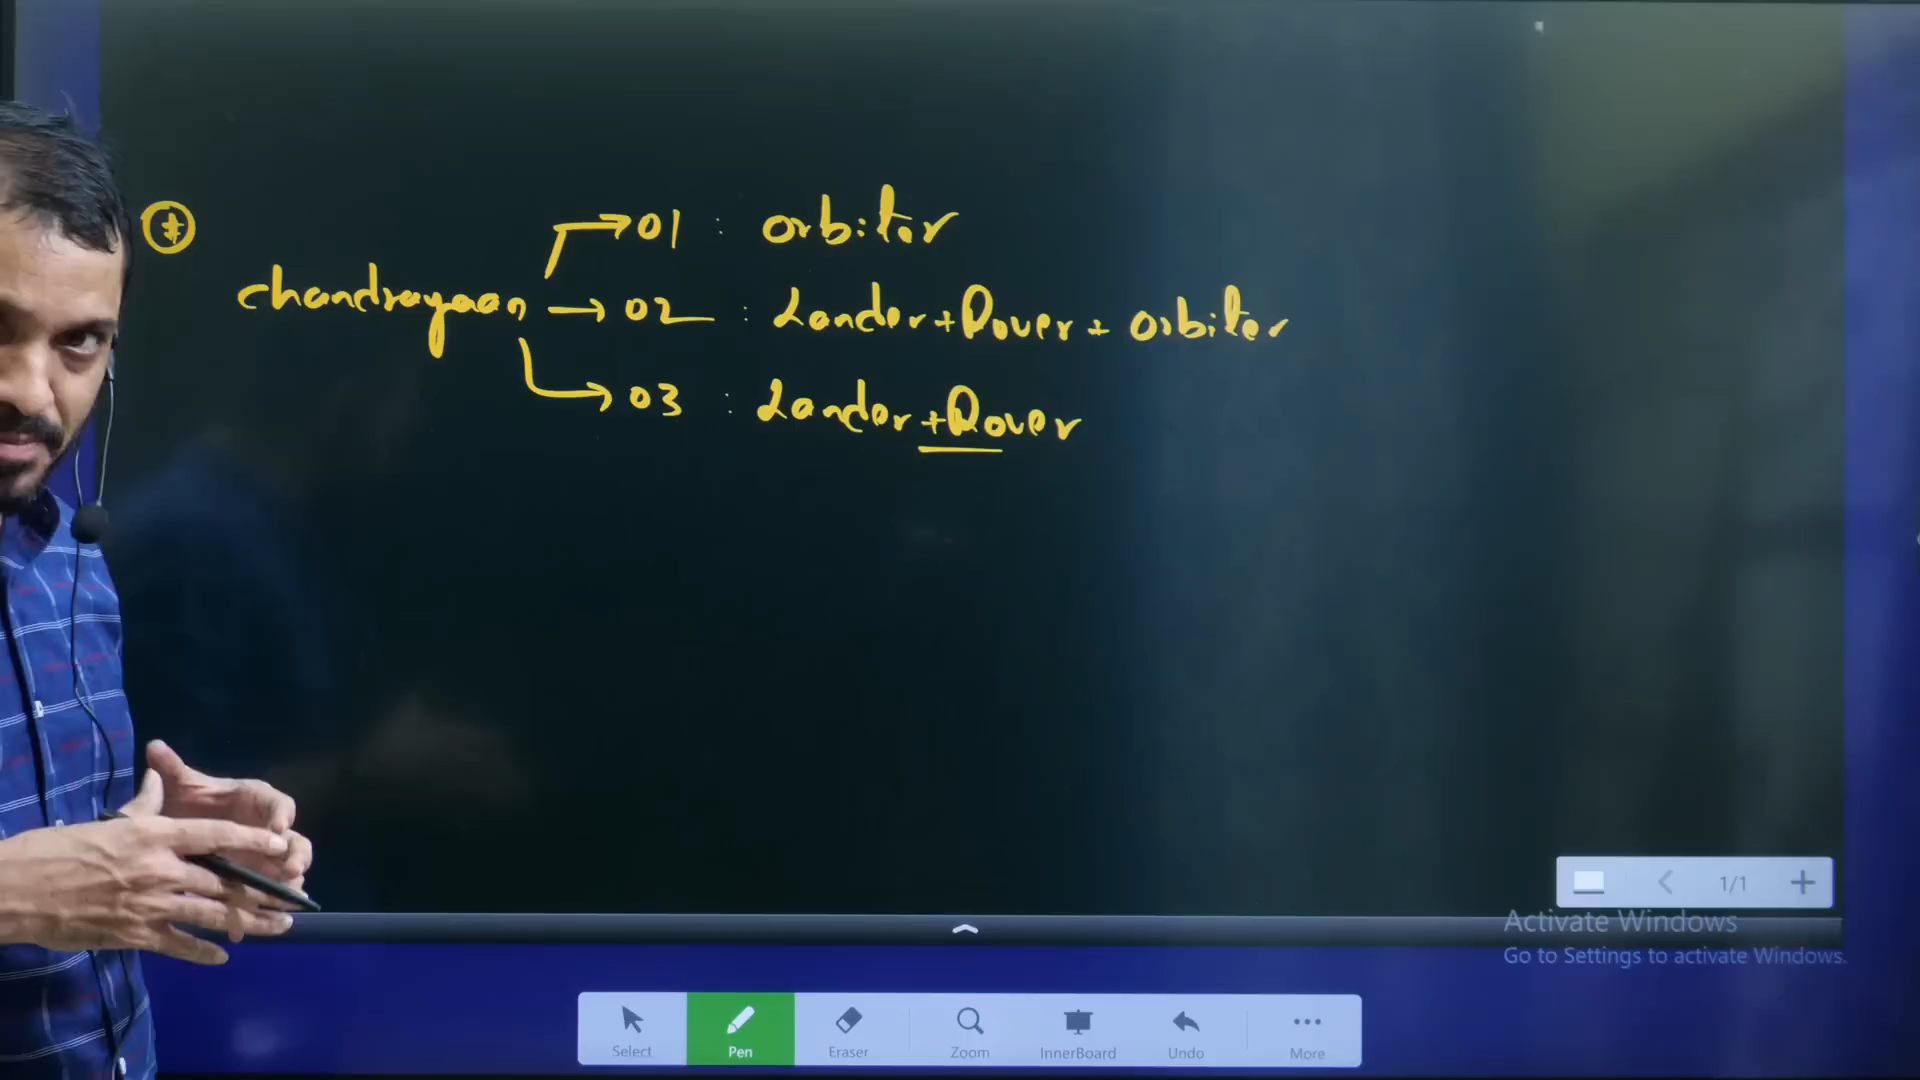 01 : orbiter
chandrayaan → 02 : Lander+Rover + orbiter
03 : Lander+Rover
1/1
Activate Windows
Go to Settings to activate Windows.
Select Pen Eraser Zoom InnerBoard Undo More